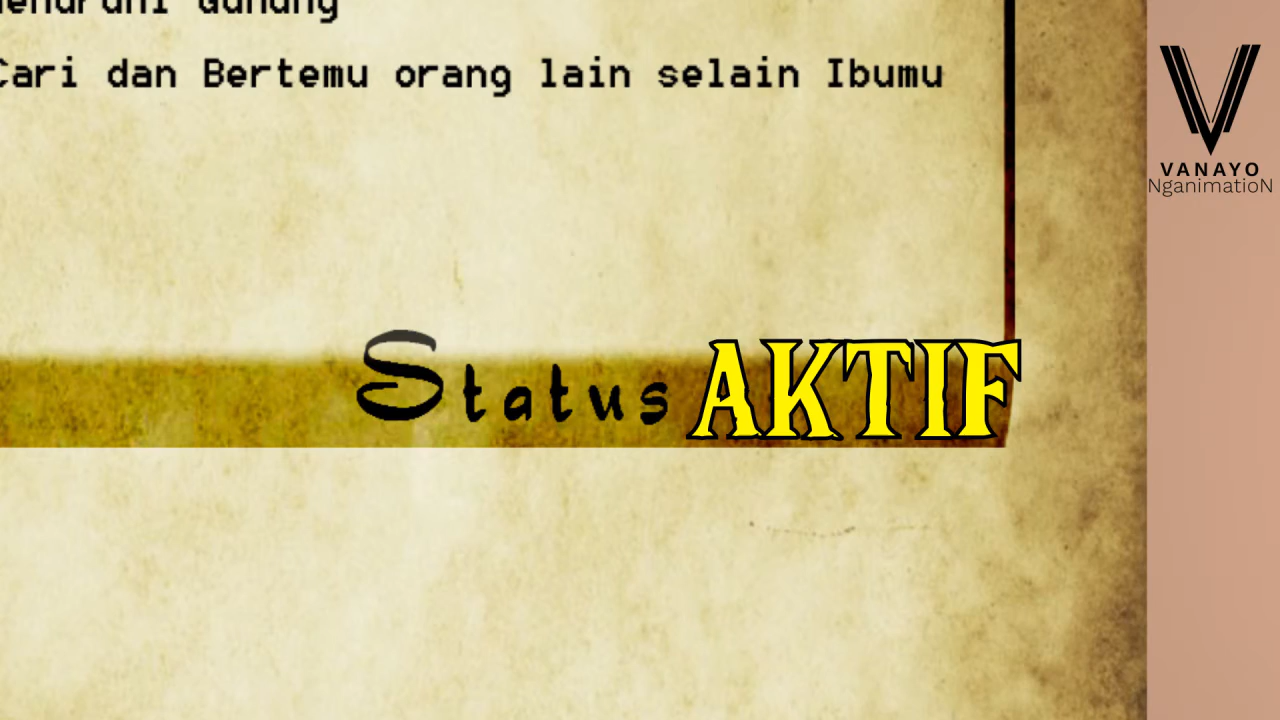 Cari dan Bertemu orang lain selain Ibumu
Status AKTIF
VANAYO
NganimatioN